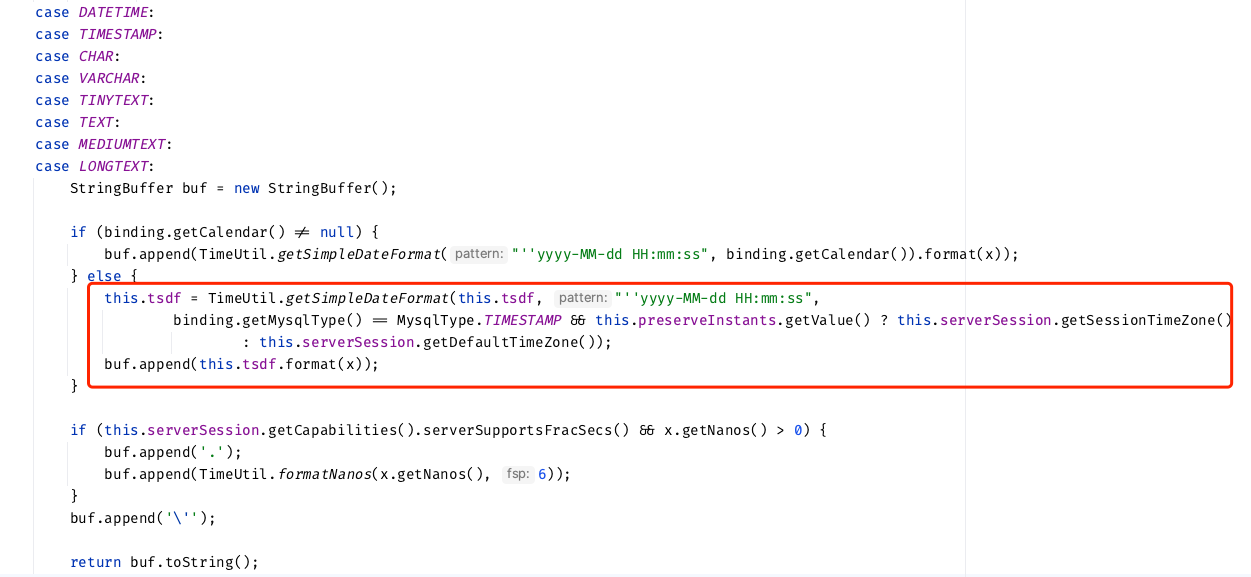 case DATETIME:
case TIMESTAMP:
case CHAR:
case VARCHAR:
case TINYTEXT:
case TEXT:
case MEDIUMTEXT:
case LONGTEXT:
    StringBuffer buf = new StringBuffer();
    if (binding.getCalendar() ≠ null) {
        buf.append(TimeUtil.getSimpleDateFormat( pattern: "''yyyy-MM-dd HH:mm:ss", binding.getCalendar()).format(x));
    } else {
        this.tsdf = TimeUtil.getSimpleDateFormat(this.tsdf, pattern: "''yyyy-MM-dd HH:mm:ss",
                binding.getMysqlType() == MysqlType.TIMESTAMP && this.preserveInstants.getValue() ? this.serverSession.getSessionTimeZone()
                        : this.serverSession.getDefaultTimeZone());
        buf.append(this.tsdf.format(x));
    }
    if (this.serverSession.getCapabilities().serverSupportsFracSecs() && x.getNanos() > 0) {
        buf.append('.');
        buf.append(TimeUtil.formatNanos(x.getNanos(), fsp: 6));
    }
    buf.append('\'');
    return buf.toString();